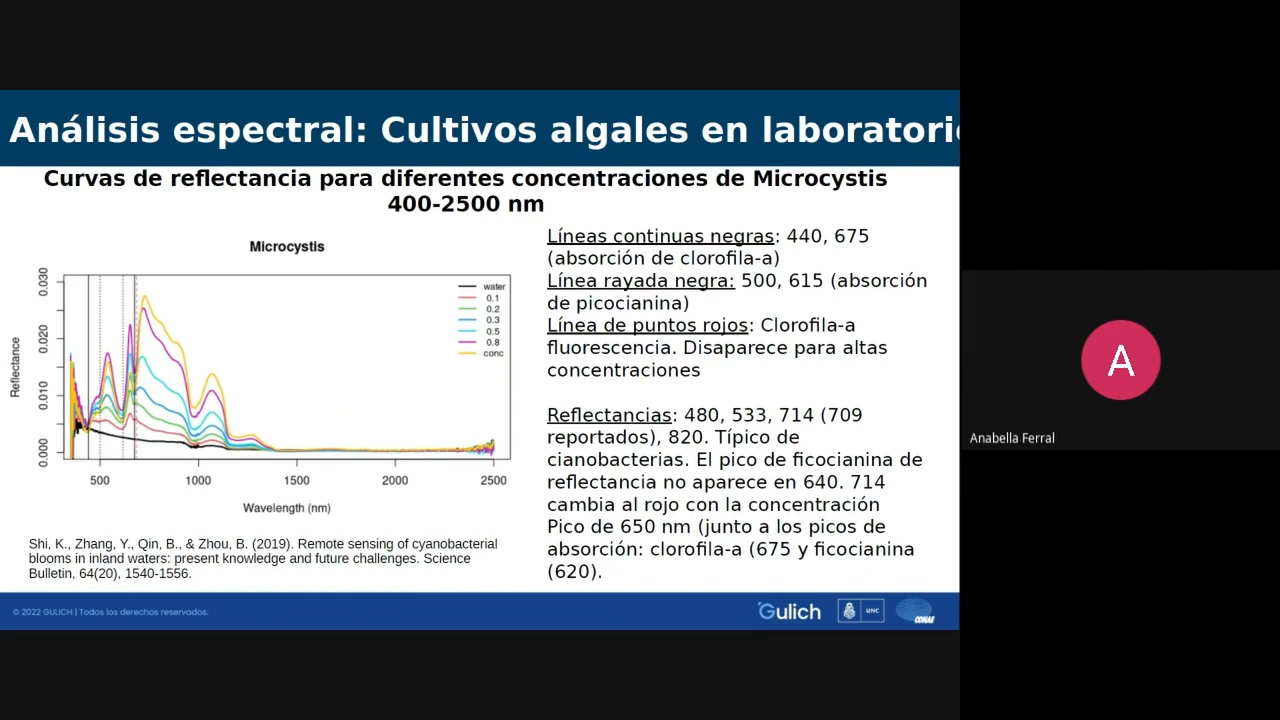 Análisis espectral: Cultivos algales en laboratorio
Curvas de reflectancia para diferentes concentraciones de Microcystis
400-2500 nm
Microcystis
Reflectance
0.030
0.020
0.010
0.000
water
0.1
0.2
0.3
0.5
0.8
conc
500
1000
1500
2000
2500
Wavelength (nm)
Shi, K., Zhang, Y., Qin, B., & Zhou, B. (2019). Remote sensing of cyanobacterial
blooms in inland waters: present knowledge and future challenges. Science
Bulletin, 64(20), 1540-1556.
Líneas continuas negras: 440, 675
(absorción de clorofila-a)
Línea rayada negra: 500, 615 (absorción
de picocianina)
Línea de puntos rojos: Clorofila-a
fluorescencia. Disaparece para altas
concentraciones
Reflectancias: 480, 533, 714 (709
reportados), 820. Típico de
cianobacterias. El pico de ficocianina de
reflectancia no aparece en 640. 714
cambia al rojo con la concentración
Pico de 650 nm (junto a los picos de
absorción: clorofila-a (675 y ficocianina
(620).
© 2022 GULICH | Todos los derechos reservados.
Gulich
UNC
CONAE
A
Anabella Ferral